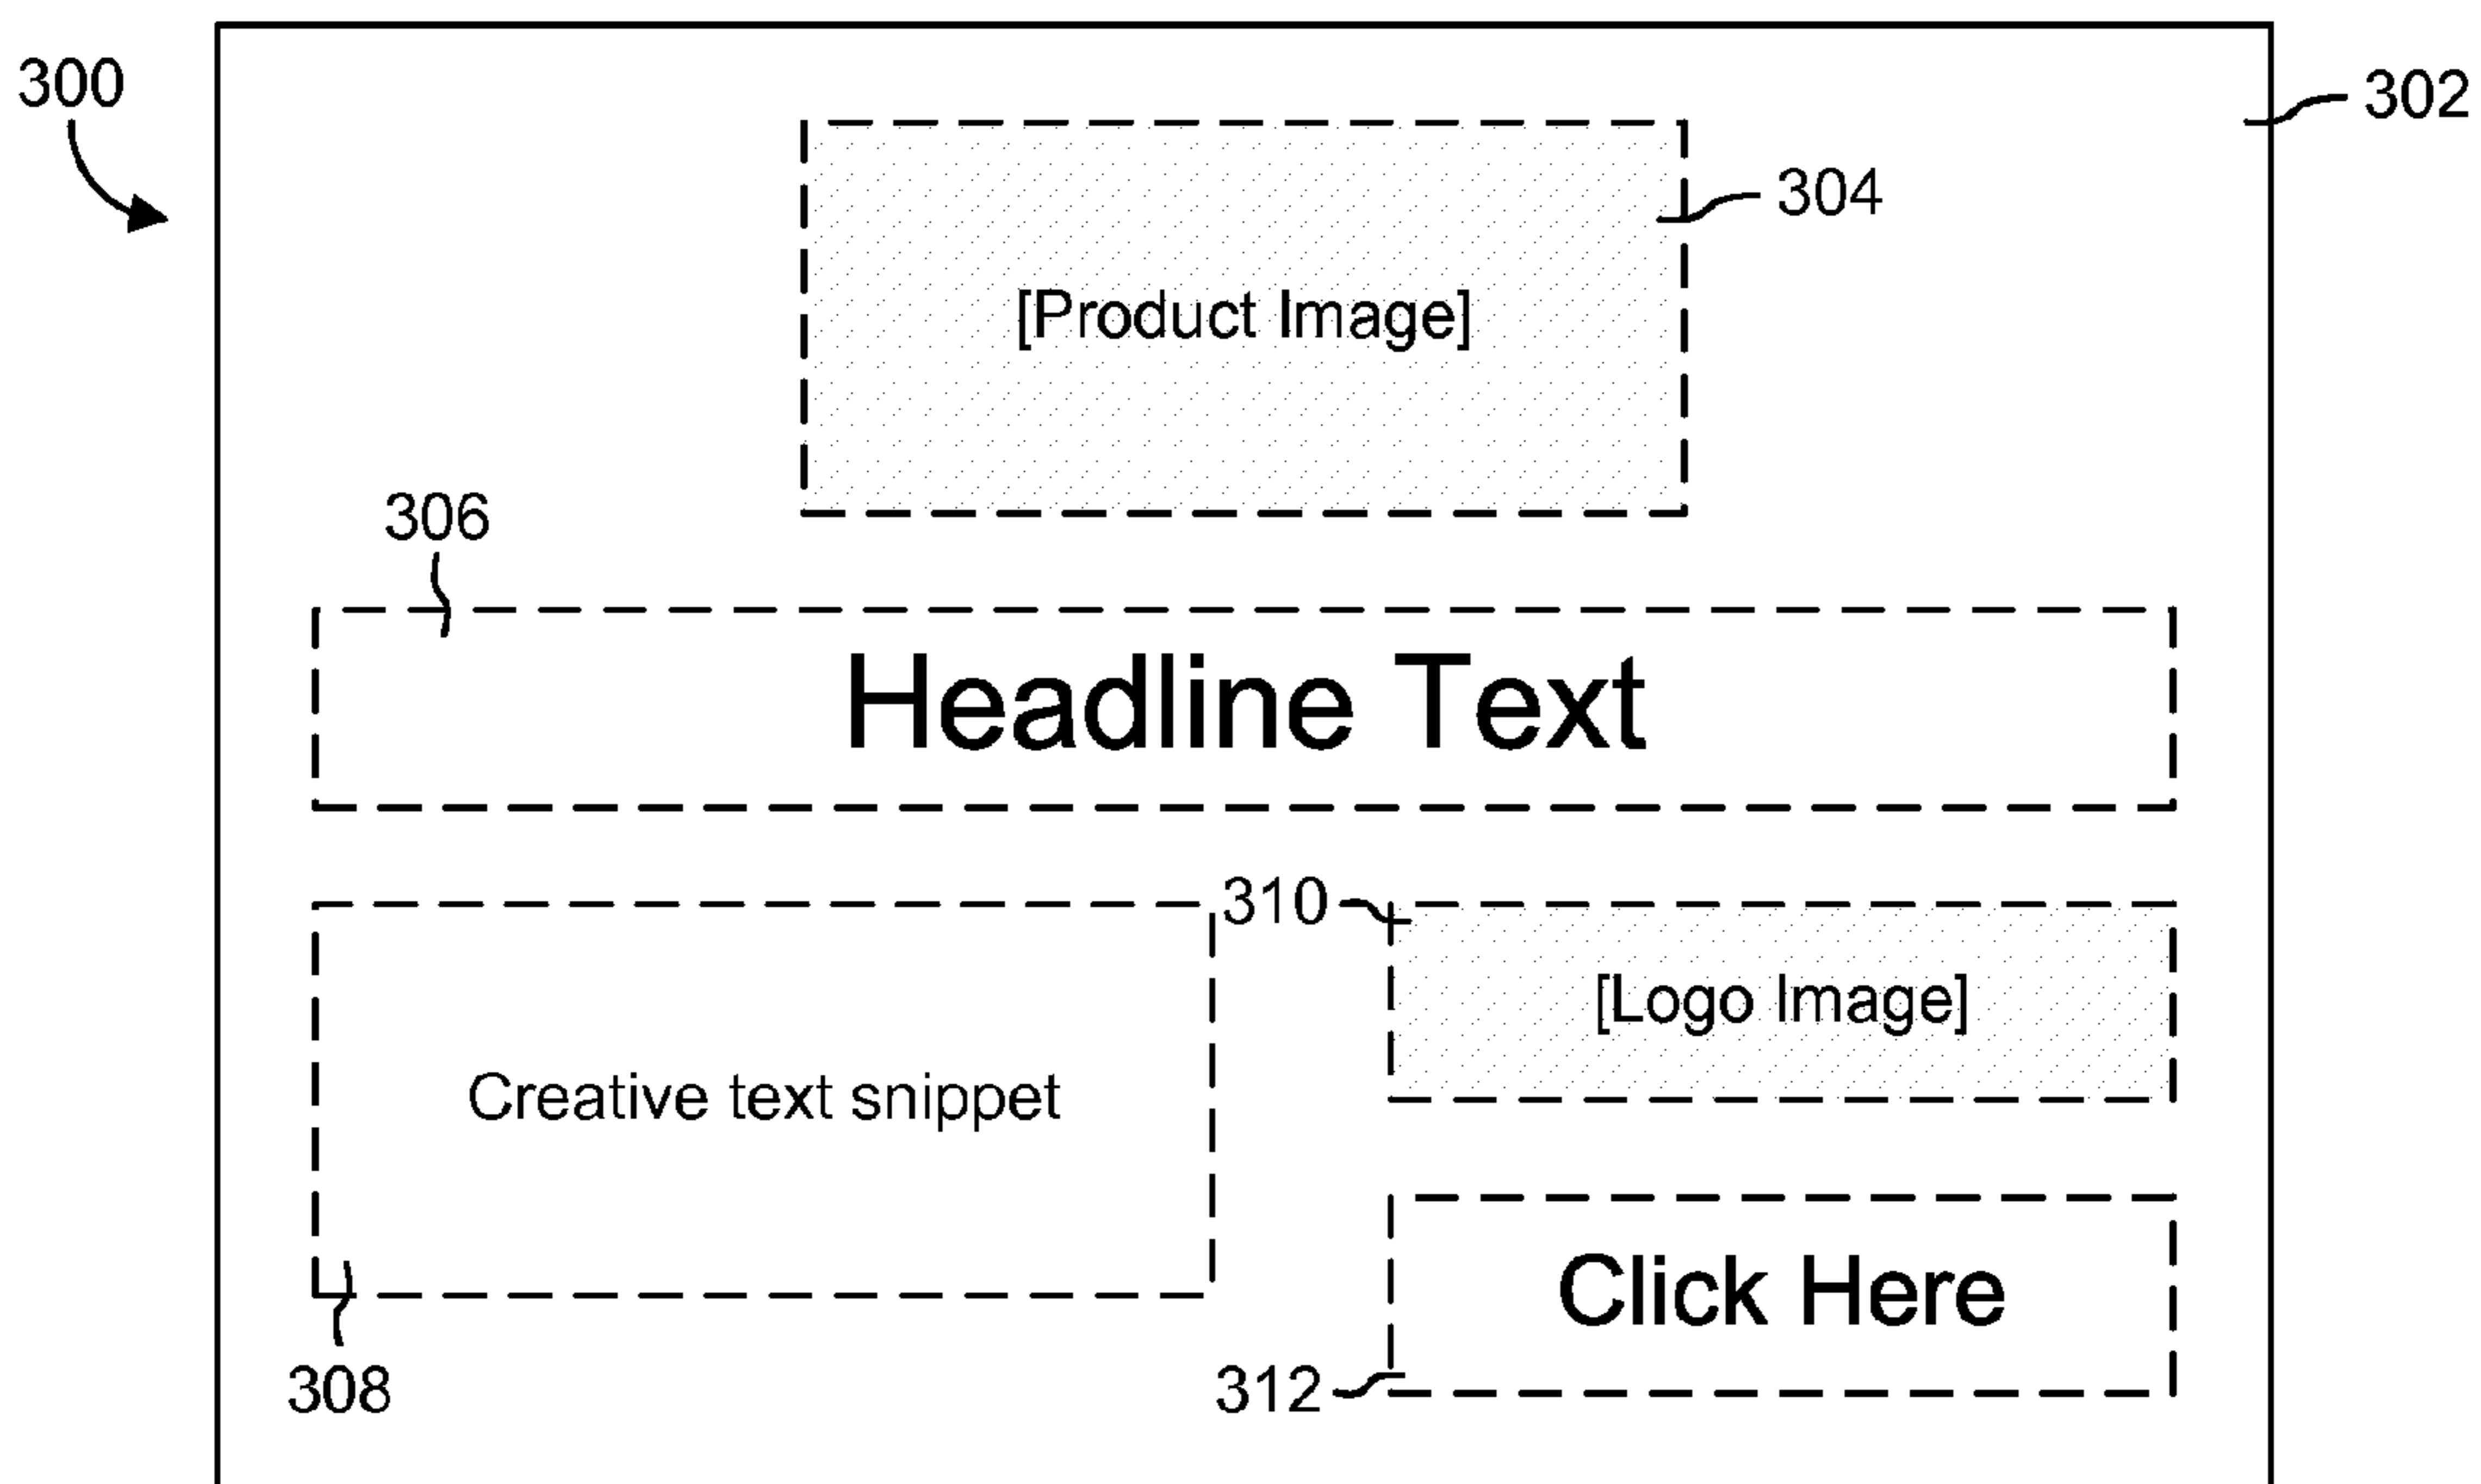 300
302
304
[Product Image]
306
Headline Text
310
[Logo Image]
Creative text snippet
Click Here
308
312